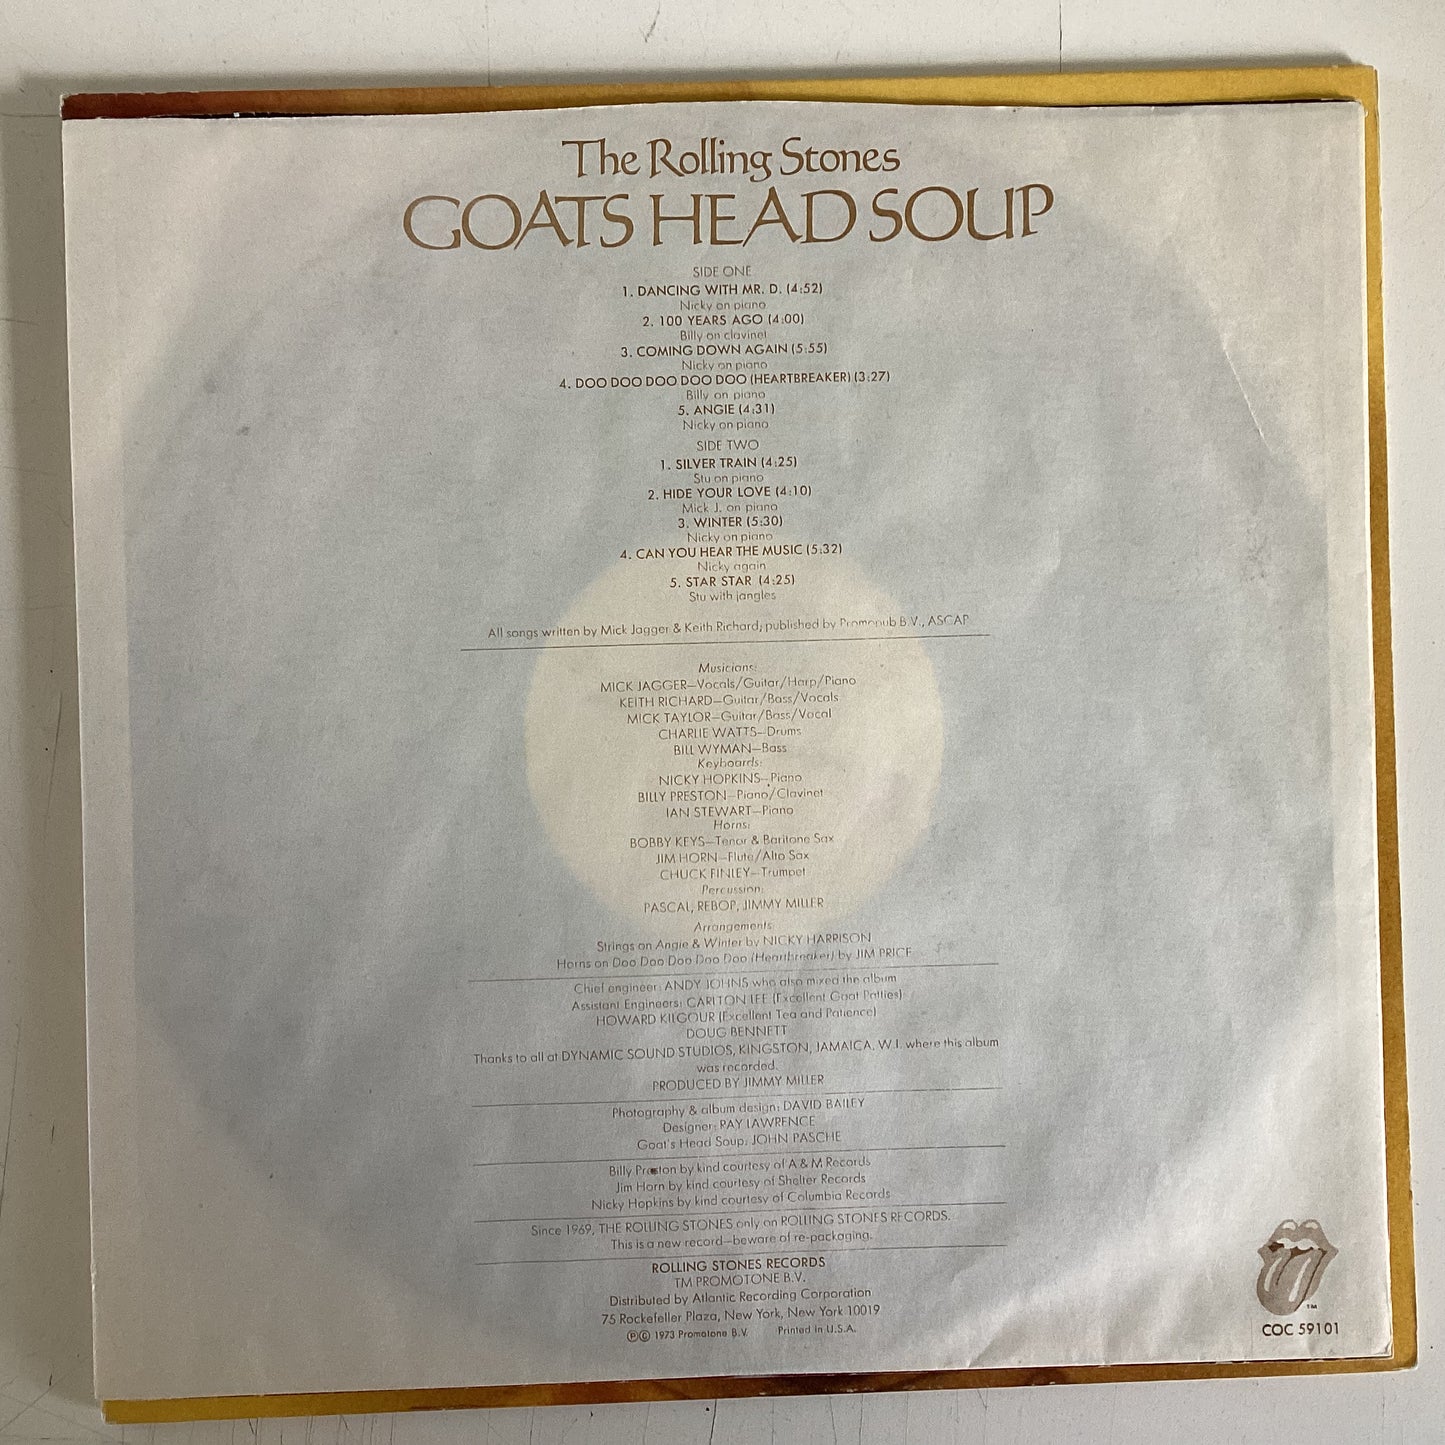 The Rolling Stones
GOATS HEAD SOUP
SIDE ONE
1. DANCING WITH MR. D. (4:52)
Nicky on piano
2. 100 YEARS AGO (4:00)
Billy on clavinet
3. COMING DOWN AGAIN (5:55)
Nicky on piano
4. DOO DOO DOO DOO DOO (HEARTBREAKER) (3:27)
Billy on piano
5. ANGIE (4:31)
Nicky on piano
SIDE TWO
1. SILVER TRAIN (4:25)
Stu on piano
2. HIDE YOUR LOVE (4:10)
Mick J. on piano
3. WINTER (5:30)
Nicky on piano
4. CAN YOU HEAR THE MUSIC (5:32)
Nicky again
5. STAR STAR (4:25)
Stu with jangles
All songs written by Mick Jagger & Keith Richard; published by Promopub B.V., ASCAP
Musicians:
MICK JAGGER—Vocals/Guitar/Harp/Piano
KEITH RICHARD—Guitar/Bass/Vocals
MICK TAYLOR—Guitar/Bass/Vocal
CHARLIE WATTS—Drums
BILL WYMAN—Bass
Keyboards:
NICKY HOPKINS—Piano
BILLY PRESTON—Piano/Clavinet
IAN STEWART—Piano
Horns:
BOBBY KEYS—Tenor & Baritone Sax
JIM HORN—Flute/Alto Sax
CHUCK FINLEY—Trumpet
Percussion:
PASCAL, REBOP, JIMMY MILLER
Arrangements
Strings on Angie & Winter by NICKY HARRISON
Horns on Doo Doo Doo Doo Doo (Heartbreaker) by JIM PRICE
Chief engineer: ANDY JOHNS who also mixed the album
Assistant Engineers: CARLTON LEE (Excellent Goat Patties)
HOWARD KILGOUR (Excellent Tea and Patience)
DOUG BENNETT
Thanks to all at DYNAMIC SOUND STUDIOS, KINGSTON, JAMAICA. W.I. where this album
was recorded.
PRODUCED BY JIMMY MILLER
Photography & album design: DAVID BAILEY
Designer: RAY LAWRENCE
Goat's Head Soup: JOHN PASCHE
Billy Preston by kind courtesy of A & M Records
Jim Horn by kind courtesy of Shelter Records
Nicky Hopkins by kind courtesy of Columbia Records
Since 1969, THE ROLLING STONES only on ROLLING STONES RECORDS.
This is a new record—beware of re-packaging.
ROLLING STONES RECORDS
TM PROMOTONE B.V.
Distributed by Atlantic Recording Corporation
75 Rockefeller Plaza, New York, New York 10019
℗© 1973 Promotone B.V. Printed in U.S.A.
TM
COC 59101